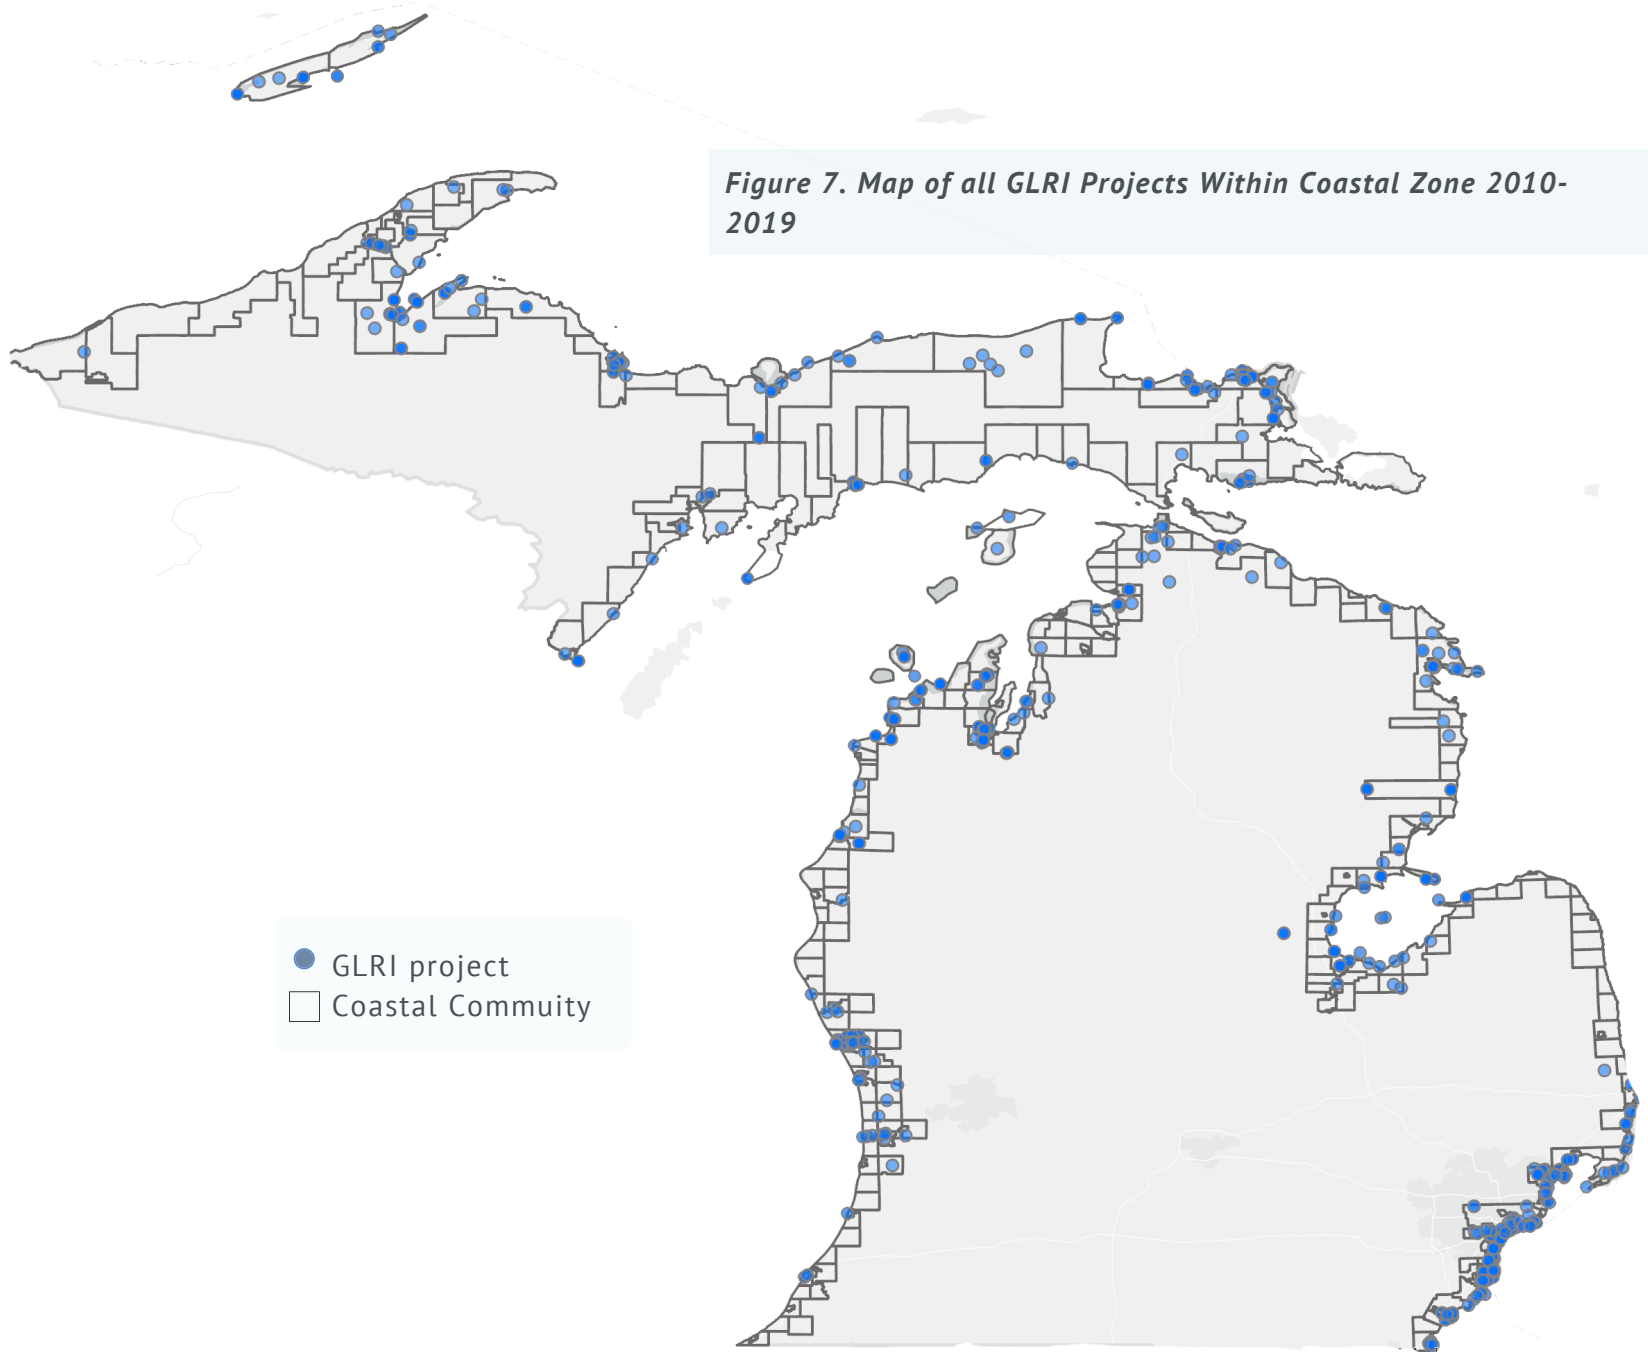 Figure 7. Map of all GLRI Projects Within Coastal Zone 2010-
2019
GLRI project
Coastal Commuity